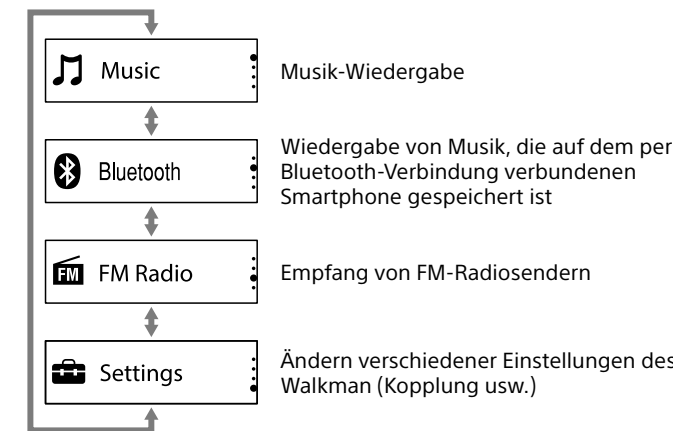 Music
Musik-Wiedergabe
Bluetooth
Wiedergabe von Musik, die auf dem per
Bluetooth-Verbindung verbundenen
Smartphone gespeichert ist
FM
FM Radio
Empfang von FM-Radiosendern
Settings
Ändern verschiedener Einstellungen des
Walkman (Kopplung usw.)